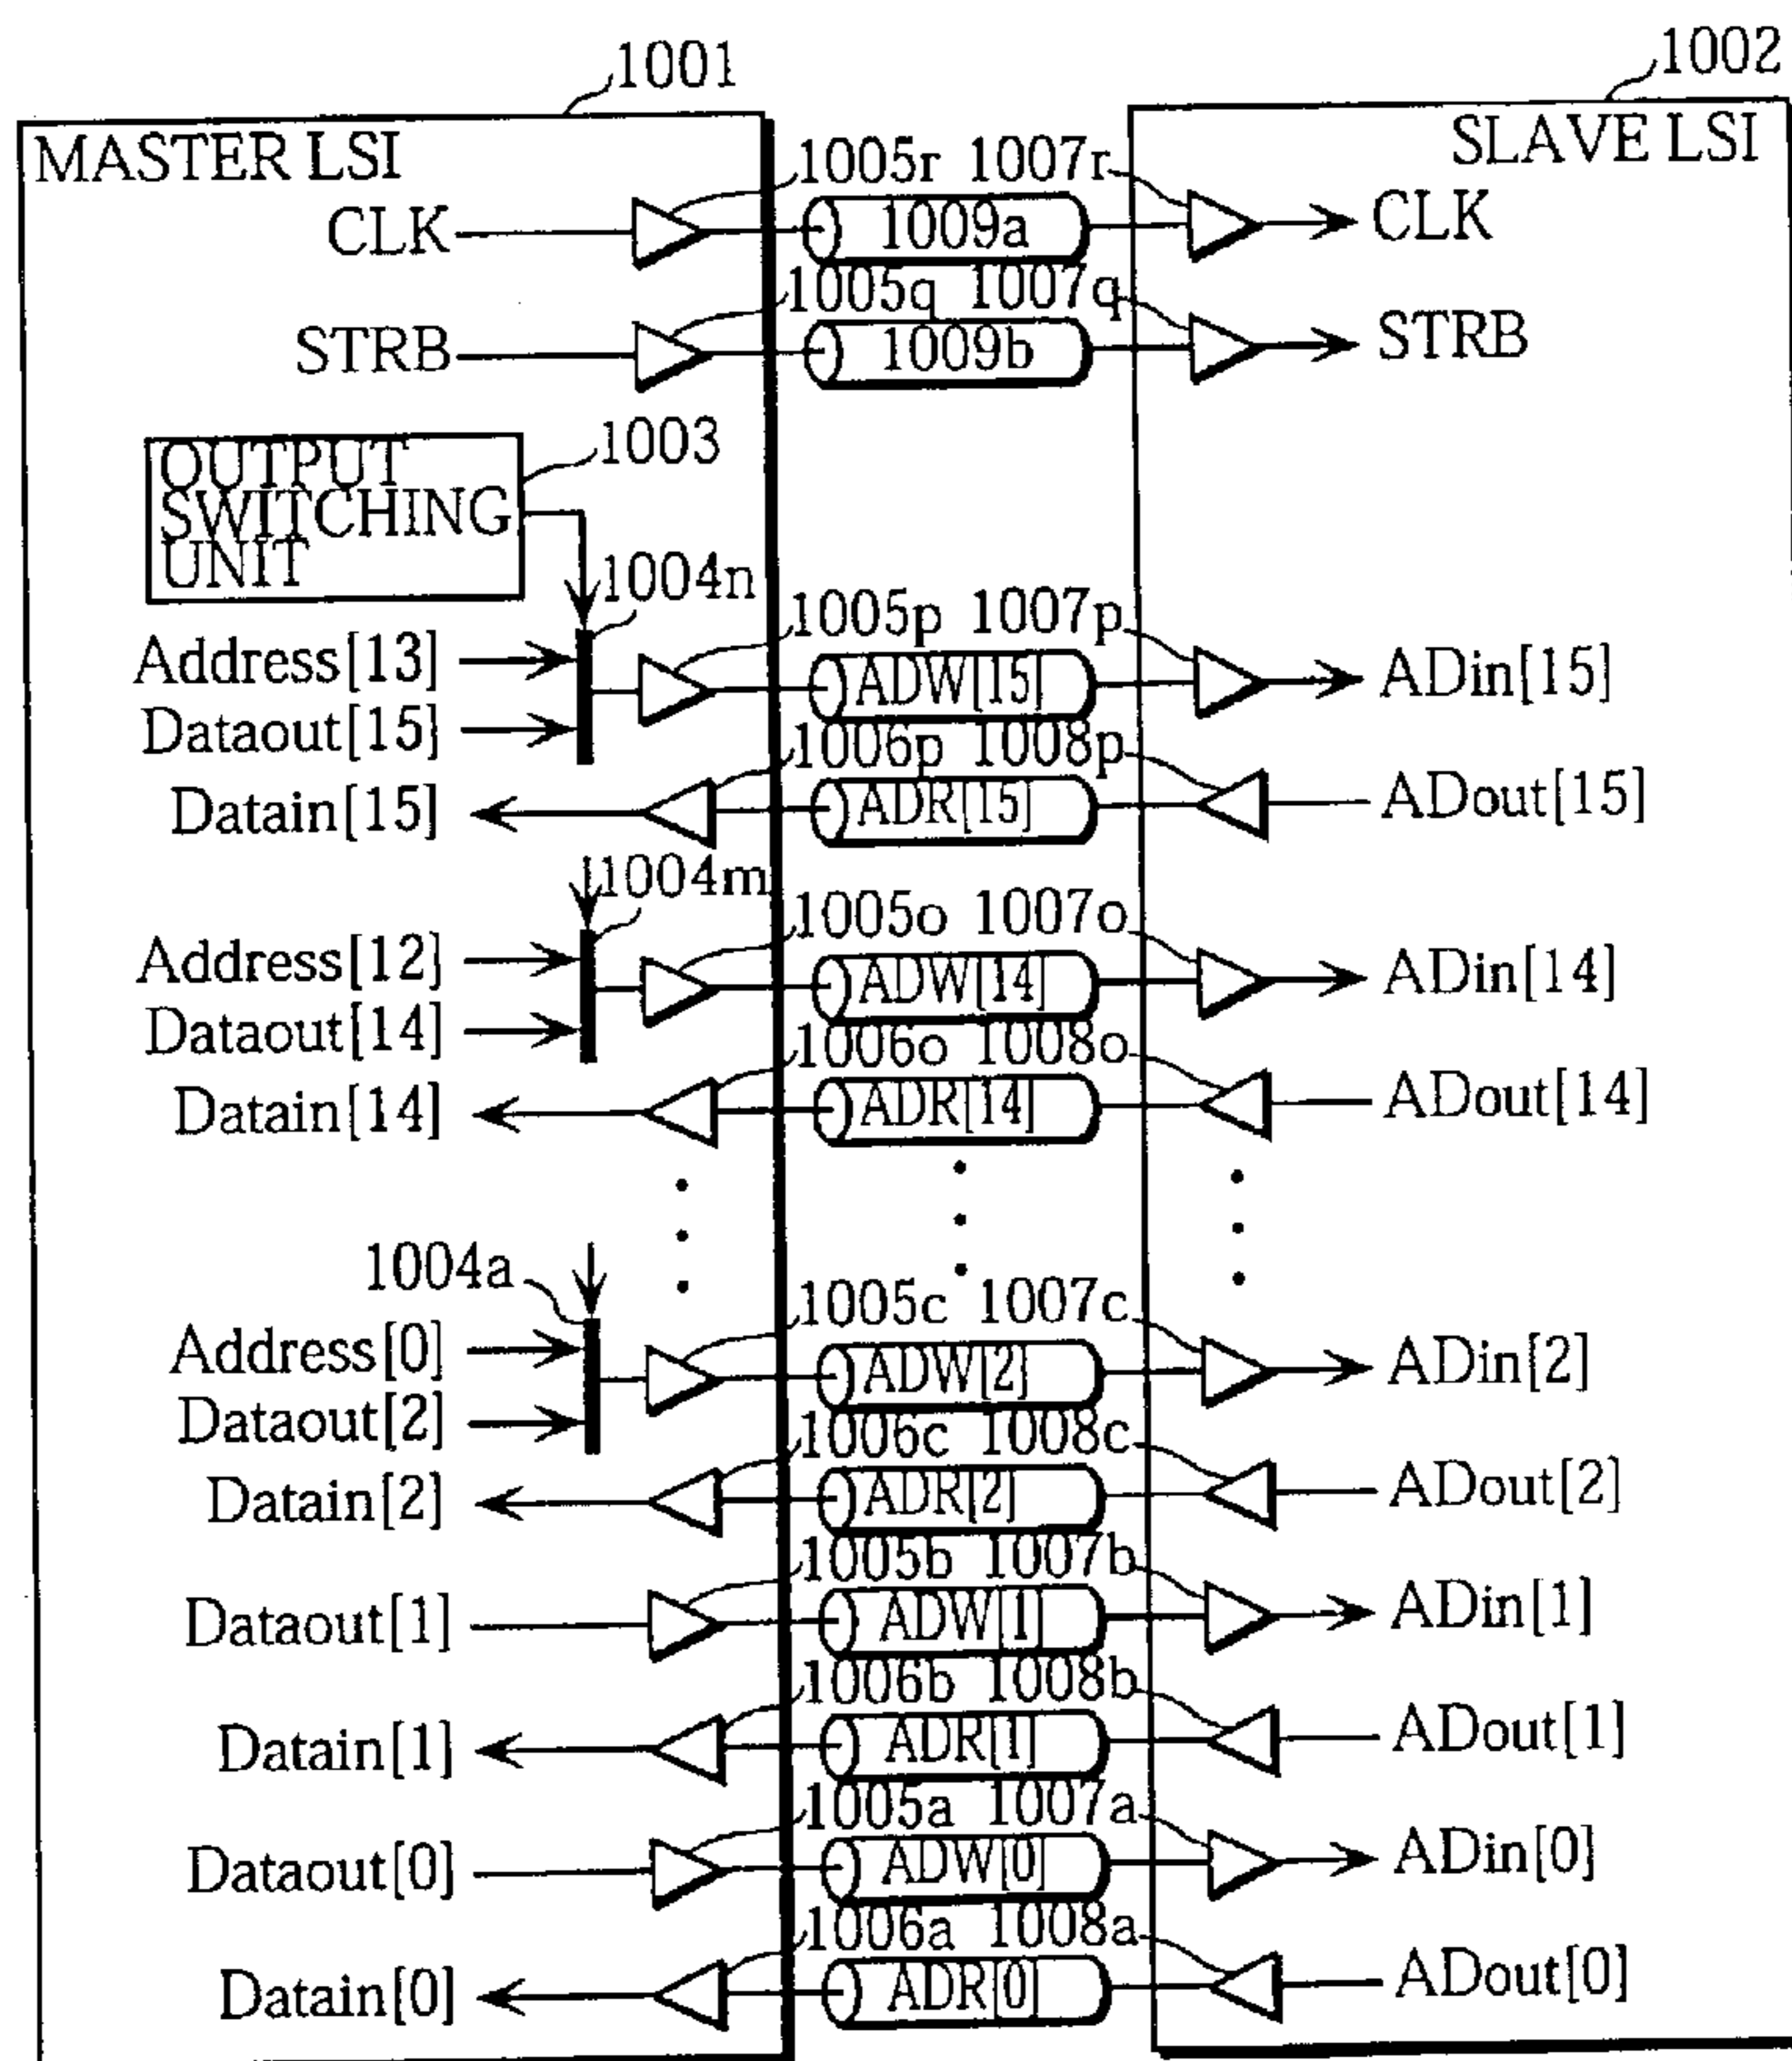 1001
1002
MASTER LSI
SLAVE LSI
1005r 1007r
CLK
1009a
CLK
1005q 1007q
STRB
1009b
STRB
OUTPUT
SWITCHING
UNIT
1003
1004n
1005p 1007p
Address[13]
ADW[15]
ADin[15]
Dataout[15]
1006p 1008p
Datain[15]
ADR[15]
ADout[15]
1004m
1005o 1007o
Address[12]
ADW[14]
ADin[14]
Dataout[14]
1006o 1008o
Datain[14]
ADR[14]
ADout[14]
1004a
1005c 1007c
Address[0]
ADW[2]
ADin[2]
Dataout[2]
1006c 1008c
Datain[2]
ADR[2]
ADout[2]
1005b 1007b
Dataout[1]
ADW[1]
ADin[1]
1006b 1008b
Datain[1]
ADR[1]
ADout[1]
1005a 1007a
Dataout[0]
ADW[0]
ADin[0]
1006a 1008a
Datain[0]
ADR[0]
ADout[0]